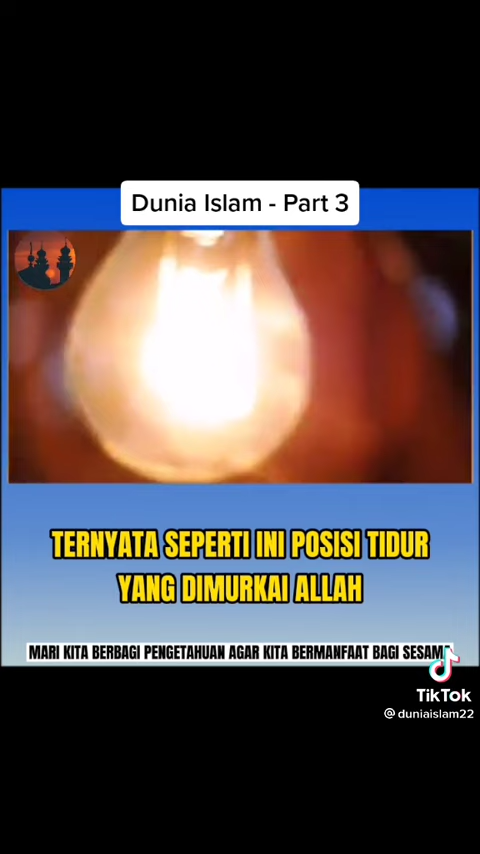 Dunia Islam - Part 3
TERNYATA SEPERTI INI POSISI TIDUR
YANG DIMURKAI ALLAH
MARI KITA BERBAGI PENGETAHUAN AGAR KITA BERMANFAAT BAGI SESAMA
TikTok
@ duniaislam22